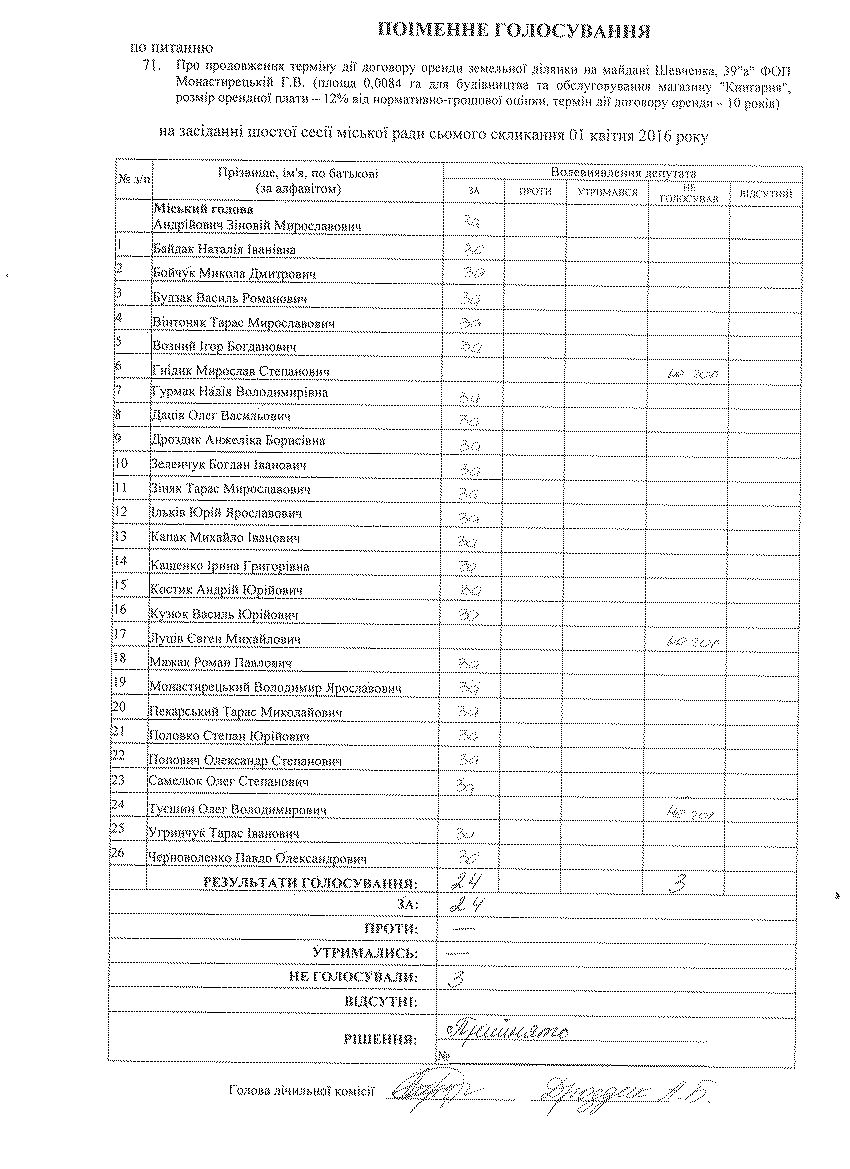 ПОІМЕННЕ ГОЛОСУВАННЯ
по питанню
71. Про продовження терміну дії договору оренди земельної ділянки на майдані Шевченка, 39"а" ФОП
Монастирецькій Г.В. (площа 0,0084 га для будівництва та обслуговування магазину "Книгарня",
розмір орендної плати – 12% від нормативно-грошової оцінки, термін дії договору оренди – 10 років)
на засіданні шостої сесії міської ради сьомого скликання 01 квітня 2016 року
№ з/п Прізвище, ім'я, по батькові (за алфавітом) Волевиявлення депутата
ЗА ПРОТИ УТРИМАВСЯ НЕ ГОЛОСУВАВ ВІДСУТНІЙ
Міський голова
Андрійович Зіновій Мирославович за
1 Байдак Наталія Іванівна за
2 Бойчук Микола Дмитрович за
3 Будзак Василь Романович за
4 Вінтоняк Тарас Мирославович за
5 Возний Ігор Богданович за
6 Гнідик Мирослав Степанович не гол
7 Гурмак Надія Володимирівна за
8 Даців Олег Васильович за
9 Дроздик Анжеліка Борисівна за
10 Зеленчук Богдан Іванович за
11 Зіняк Тарас Мирославович за
12 Ільків Юрій Ярославович за
13 Капак Михайло Іванович за
14 Кащенко Ірина Григорівна за
15 Костик Андрій Юрійович за
16 Кузюк Василь Юрійович за
17 Луців Євген Михайлович не гол
18 Мажак Роман Павлович за
19 Монастирецький Володимир Ярославович за
20 Пекарський Тарас Миколайович за
21 Половко Степан Юрійович за
22 Попович Олександр Степанович за
23 Самелюк Олег Степанович за
24 Тусшин Олег Володимирович не гол
25 Угринчук Тарас Іванович за
26 Черноволенко Павло Олександрович за
РЕЗУЛЬТАТИ ГОЛОСУВАННЯ: 24 3
ЗА: 24
ПРОТИ: —
УТРИМАЛИСЬ: —
НЕ ГОЛОСУВАЛИ: 3
ВІДСУТНІ:
РІШЕННЯ: Прийнято
№
Голова лічильної комісії Дроздик А.Б.